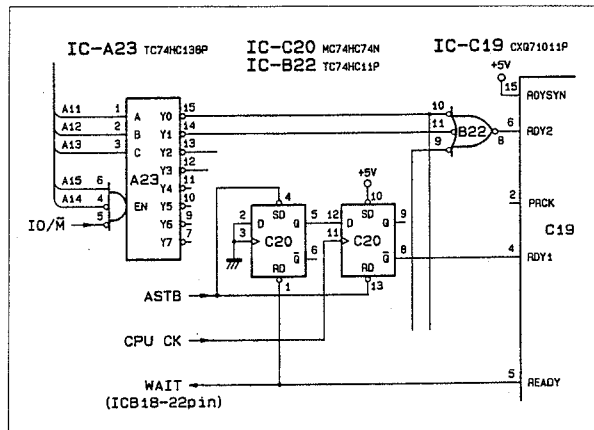 IC-A23 TC74HC138P
IC-C20 MC74HC74N
IC-B22 TC74HC11P
IC-C19 CXQ71011P
+5V
15 RDYSYN
A11 1 A Y0 15
A12 2 B Y1 14
A13 3 C Y2 13
Y3 12
A23
A15 6 Y4 11
A14 4 EN Y5 10
IO/M̅ 5 Y6 9
Y7 7
10
11 B22 8 6 RDY2
9
2 PRCK
C19
+5V
4 10
2 D SD Q 5 12 D SD Q 9
3 C20 11 C20
Q̅ 6 Q̅ 8 4 RDY1
RD RD
1 13
ASTB
CPU CK
WAIT 5 READY
(ICB18-22pin)